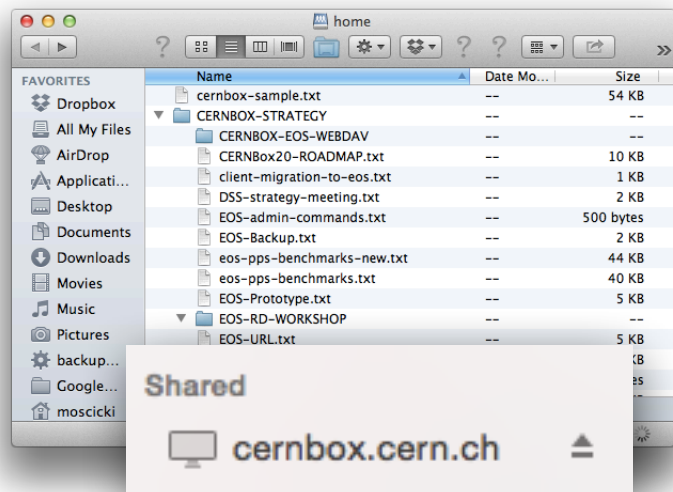 home
FAVORITES
Dropbox
All My Files
AirDrop
Applicati...
Desktop
Documents
Downloads
Movies
Music
Pictures
backup...
Google...
moscicki
Name Date Mo... Size
cernbox-sample.txt -- 54 KB
CERNBOX-STRATEGY -- --
CERNBOX-EOS-WEBDAV -- --
CERNBox20-ROADMAP.txt -- 10 KB
client-migration-to-eos.txt -- 1 KB
DSS-strategy-meeting.txt -- 2 KB
EOS-admin-commands.txt -- 500 bytes
EOS-Backup.txt -- 2 KB
eos-pps-benchmarks-new.txt -- 44 KB
eos-pps-benchmarks.txt -- 40 KB
EOS-Prototype.txt -- 5 KB
EOS-RD-WORKSHOP -- --
EOS-URL.txt -- 5 KB
Shared
cernbox.cern.ch